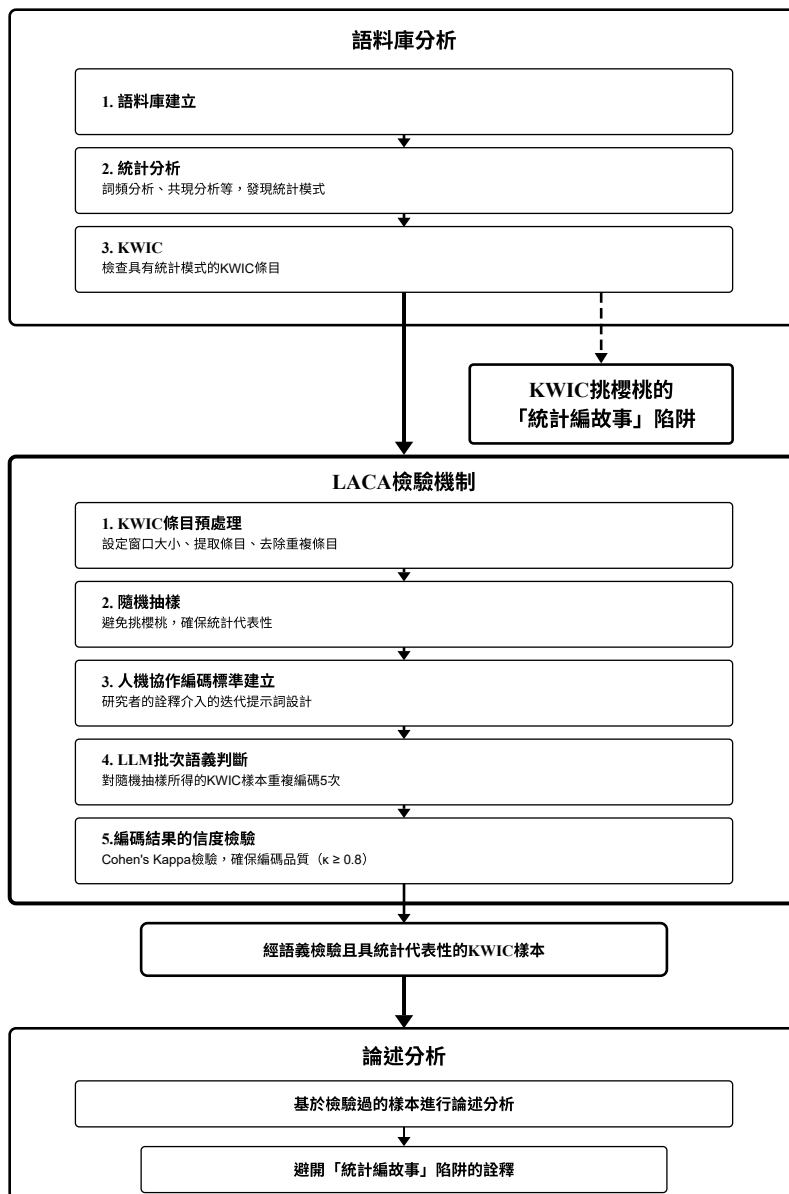 語料庫分析
1. 語料庫建立
2. 統計分析
詞頻分析、共現分析等，發現統計模式
3. KWIC
檢查具有統計模式的KWIC條目
KWIC挑櫻桃的
「統計編故事」陷阱
LACA檢驗機制
1. KWIC條目預處理
設定窗口大小、提取條目、去除重複條目
2. 隨機抽樣
避免挑櫻桃，確保統計代表性
3. 人機協作編碼標準建立
研究者的詮釋介入的迭代提示詞設計
4. LLM批次語義判斷
對隨機抽樣所得的KWIC樣本重複編碼5次
5.編碼結果的信度檢驗
Cohen's Kappa檢驗，確保編碼品質（κ ≥ 0.8）
經語義檢驗且具統計代表性的KWIC樣本
論述分析
基於檢驗過的樣本進行論述分析
避開「統計編故事」陷阱的詮釋